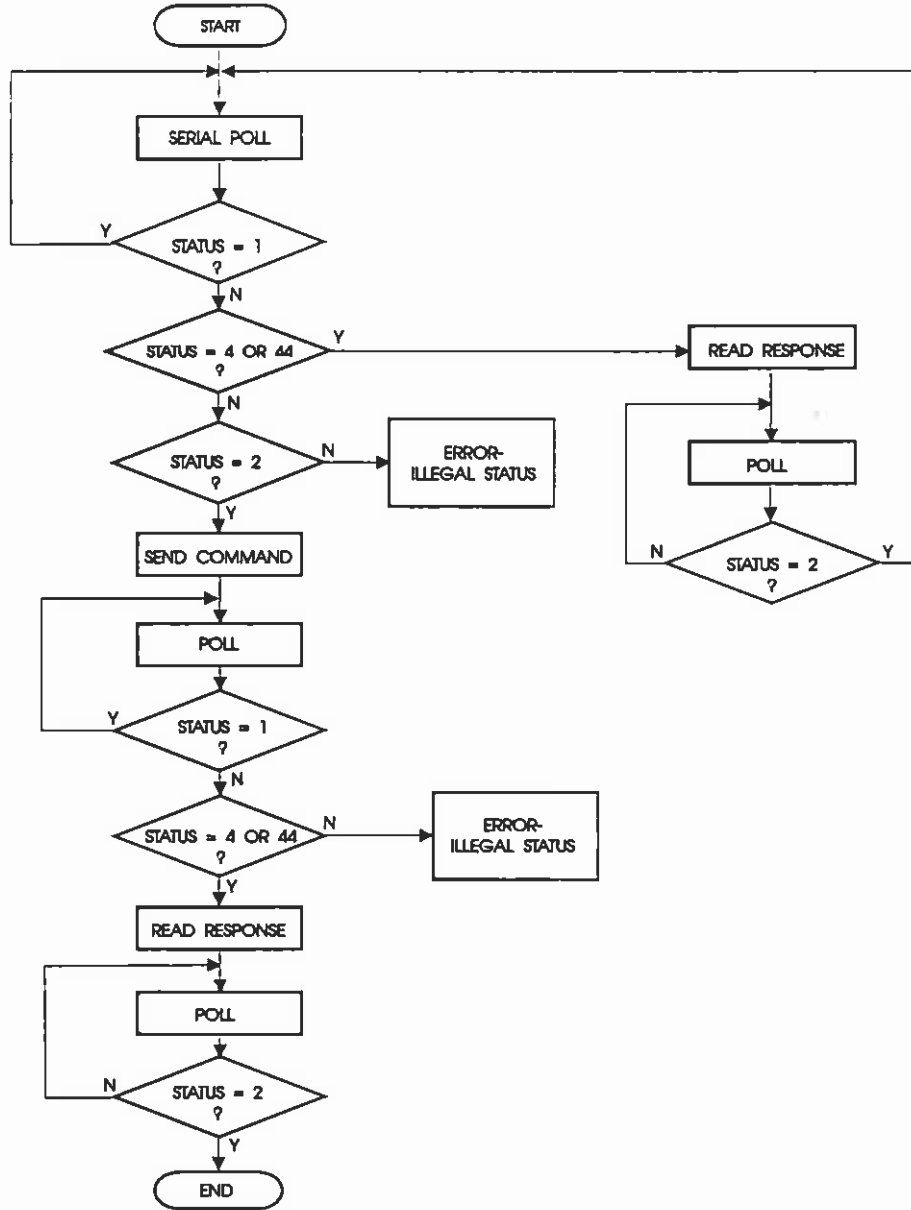 START
SERIAL POLL
Y
STATUS = 1
?
N
STATUS = 4 OR 44
?
Y
READ RESPONSE
N
STATUS = 2
?
N
ERROR-
ILLEGAL STATUS
POLL
Y
N
STATUS = 2
?
Y
SEND COMMAND
POLL
Y
STATUS = 1
?
N
STATUS = 4 OR 44
?
N
ERROR-
ILLEGAL STATUS
Y
READ RESPONSE
POLL
N
STATUS = 2
?
Y
END